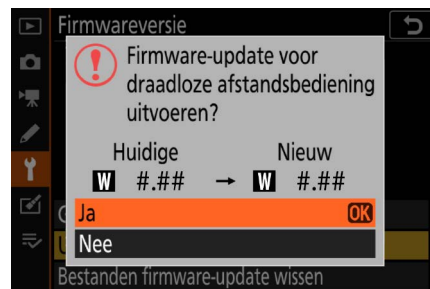 Firmwareversie
Firmware-update voor
draadloze afstandsbediening
uitvoeren?
Huidige Nieuw
W #.## → W #.##
Ja OK
Nee
Bestanden firmware-update wissen